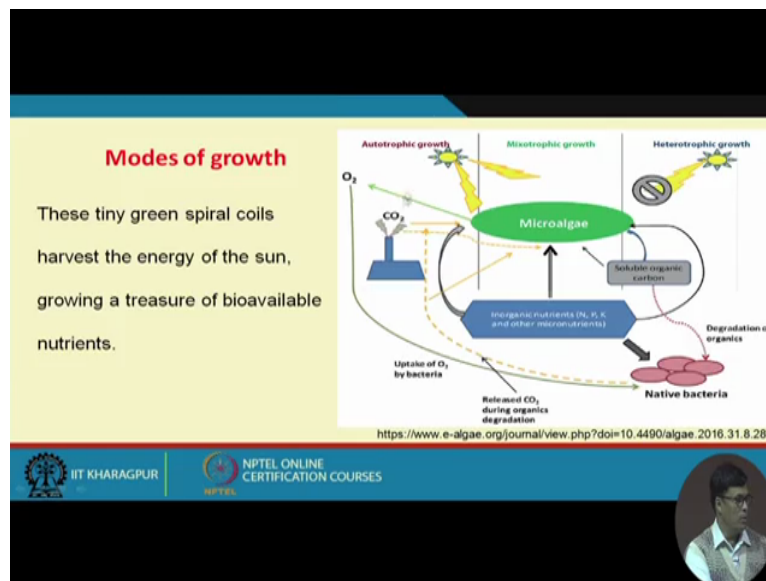 Modes of growth
These tiny green spiral coils
harvest the energy of the sun,
growing a treasure of bioavailable
nutrients.
Autotrophic growth
Mixotrophic growth
Heterotrophic growth
O₂
CO₂
Microalgae
Soluble organic
carbon
Inorganic nutrients (N, P, K
and other micronutrients)
Degradation o
organics
Uptake of O₂
by bacteria
Native bacteria
Released CO₂
during organics
degradation
https://www.e-algae.org/journal/view.php?doi=10.4490/algae.2016.31.8.28
IIT KHARAGPUR
NPTEL
NPTEL ONLINE
CERTIFICATION COURSES